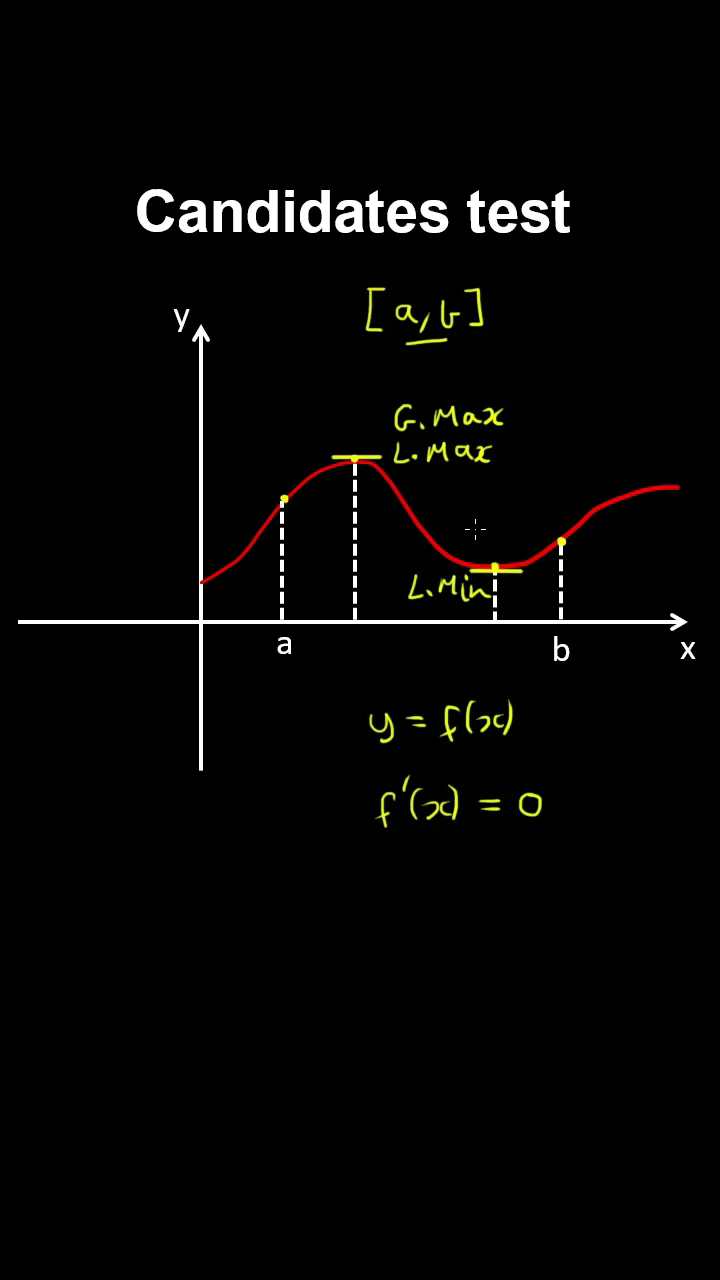 Candidates test
[a, b]
y
G.Max
L.Max
L.Min
a
b
x
y = f(x)
f'(x) = 0